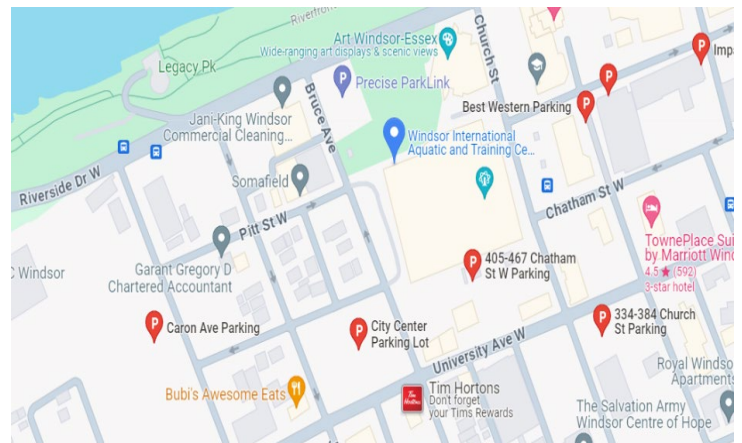 Riverfront
Art Windsor-Essex
Wide-ranging art displays & scenic views
Church St
Legacy Pk
Precise ParkLink
Impa
Best Western Parking
Jani-King Windsor
Commercial Cleaning...
Bruce Ave
Windsor International
Aquatic and Training Ce...
Riverside Dr W
Somafield
Chatham St W
Pitt St W
TownePlace Sui
by Marriott Wind
4.5 ★ (592)
3-star hotel
C Windsor
Garant Gregory D
Chartered Accountant
405-467 Chatham
St W Parking
Caron Ave Parking
City Center
Parking Lot
334-384 Church
St Parking
University Ave W
Royal Windso
Apartments
Bubi's Awesome Eats
Tim Hortons
Tim Hortons
Don't forget
your Tims Rewards
The Salvation Army
Windsor Centre of Hope